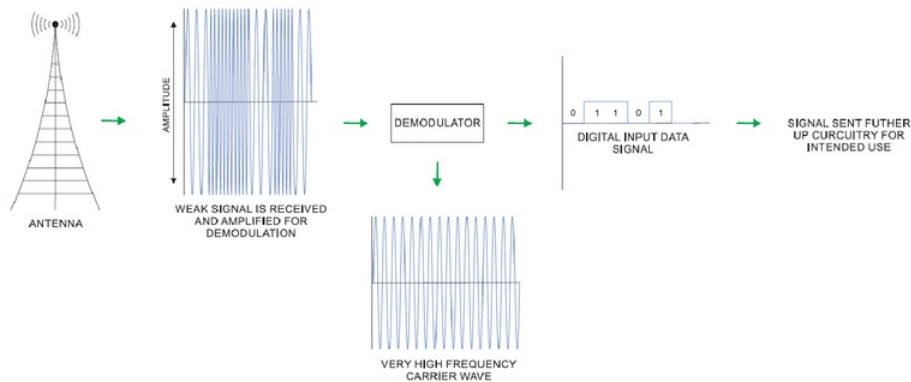 ANTENNA
AMPLITUDE
WEAK SIGNAL IS RECEIVED
AND AMPLIFIED FOR
DEMODULATION
DEMODULATOR
VERY HIGH FREQUENCY
CARRIER WAVE
0 1 1 0 1
DIGITAL INPUT DATA
SIGNAL
SIGNAL SENT FUTHER
UP CURCUITRY FOR
INTENDED USE